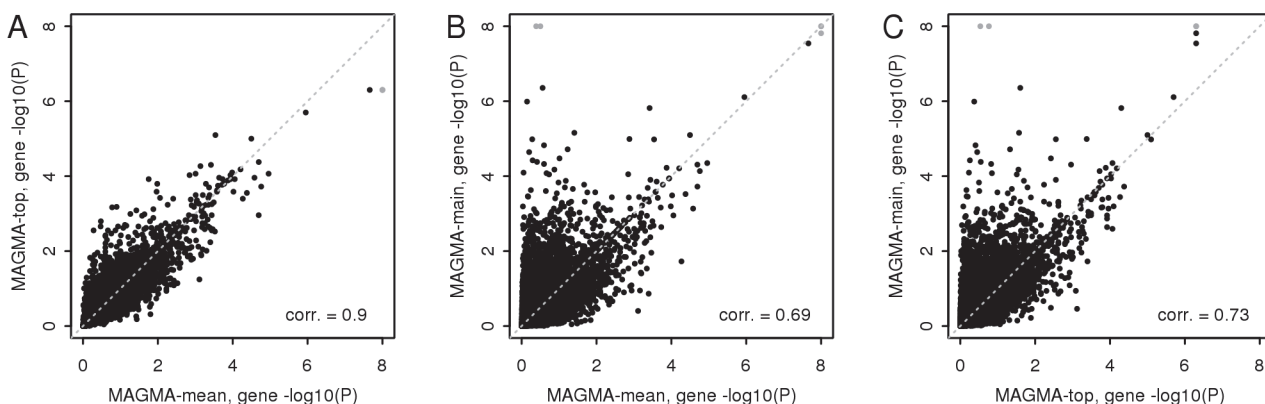 A
MAGMA-top, gene -log10(P)
8
6
4
2
0
corr. = 0.9
0 2 4 6 8
MAGMA-mean, gene -log10(P)
B
MAGMA-main, gene -log10(P)
8
6
4
2
0
corr. = 0.69
0 2 4 6 8
MAGMA-mean, gene -log10(P)
C
MAGMA-main, gene -log10(P)
8
6
4
2
0
corr. = 0.73
0 2 4 6 8
MAGMA-top, gene -log10(P)